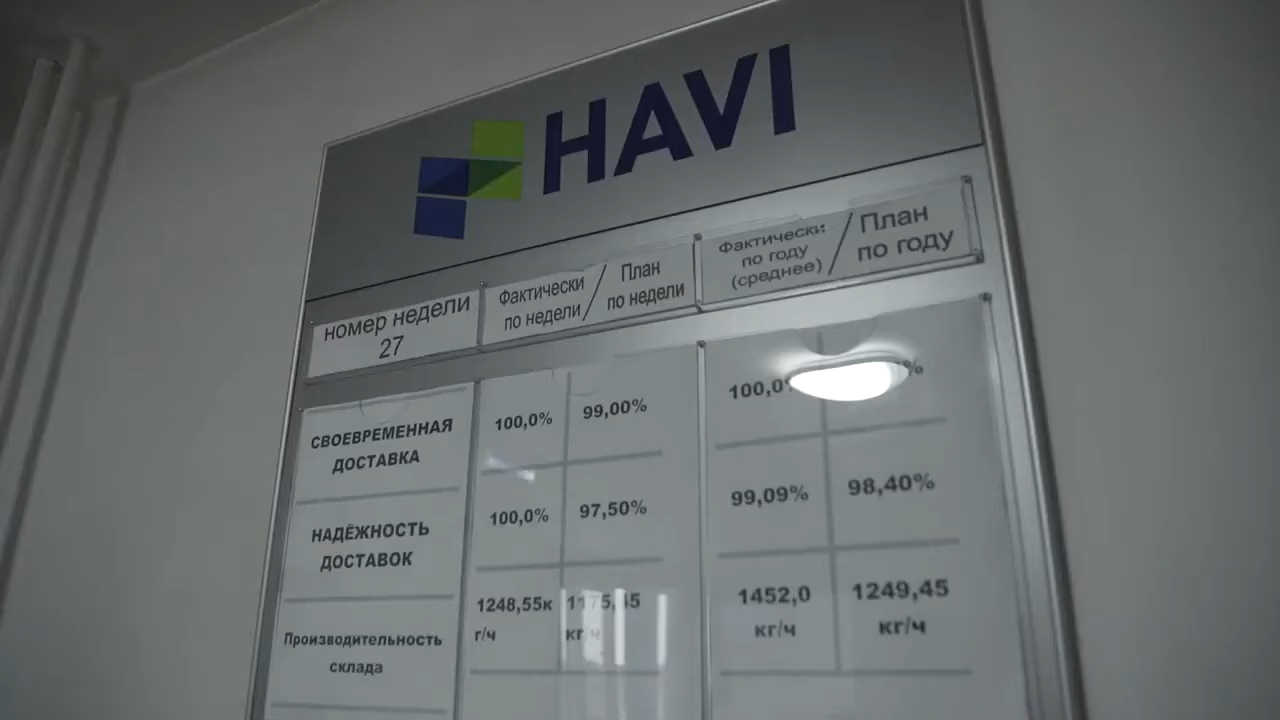 HAVI
номер недели
27
Фактически
по недели
/
План
по недели
Фактически
по году
(среднее)
/
План
по году
СВОЕВРЕМЕННАЯ
ДОСТАВКА
100,0%
99,00%
НАДЁЖНОСТЬ
ДОСТАВОК
100,0%
97,50%
99,09%
98,40%
Производительность
склада
1248,55к
г/ч
1452,0
кг/ч
1249,45
кг/ч